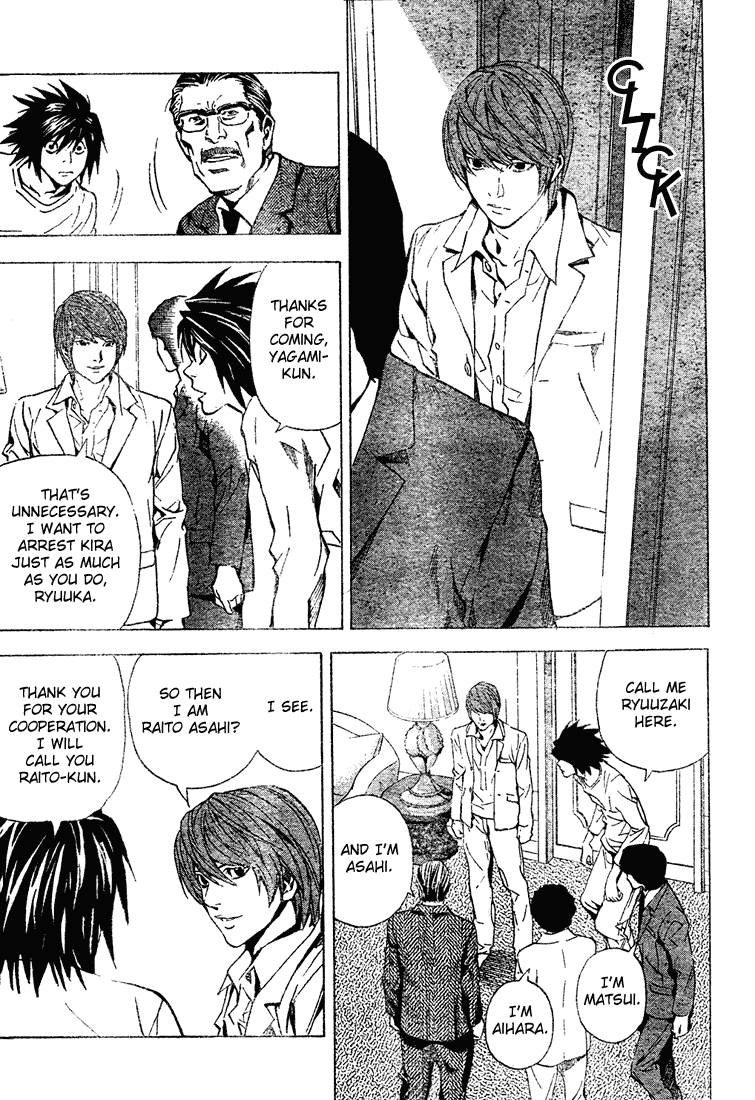 CLICK
THANKS
FOR
COMING,
YAGAMI-
KUN.
THAT'S
UNNECESSARY.
I WANT TO
ARREST KIRA
JUST AS MUCH
AS YOU DO,
RYUUKA.
CALL ME
RYUUZAKI
HERE.
AND I'M
ASAHI.
I'M
MATSUI.
I'M
AIHARA.
I SEE.
SO THEN
I AM
RAITO ASAHI?
THANK YOU
FOR YOUR
COOPERATION.
I WILL
CALL YOU
RAITO-KUN.